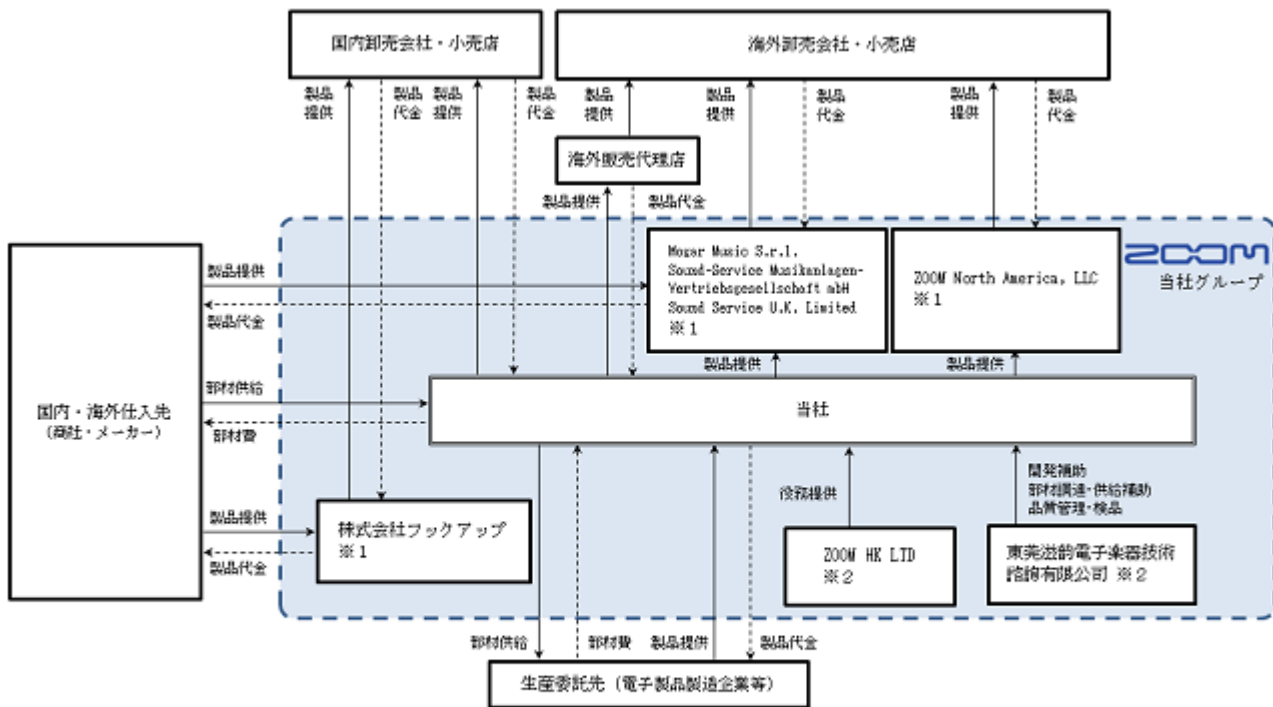 国内卸売会社・小売店
海外卸売会社・小売店
製品
提供
製品
代金
製品
提供
製品
代金
製品
提供
製品
提供
製品
代金
製品
提供
製品
代金
海外販売代理店
製品提供
製品代金
ZOOM
当社グループ
Mogar Music S.r.l.
Sound-Service Musikanlagen-
Vertriebsgesellschaft mbH
Sound Service U.K. Limited
※1
ZOOM North America, LLC
※1
製品提供
製品代金
製品提供
製品提供
国内・海外仕入先
(商社・メーカー)
部材供給
部材費
当社
製品提供
製品代金
株式会社フックアップ
※1
役務提供
開発補助
部材調達・供給補助
品質管理・検品
ZOOM HK LTD
※2
東莞滋韵電子楽器技術
有限公司 ※2
部材供給
部材費
製品提供
製品代金
生産委託先(電子製品製造企業等)